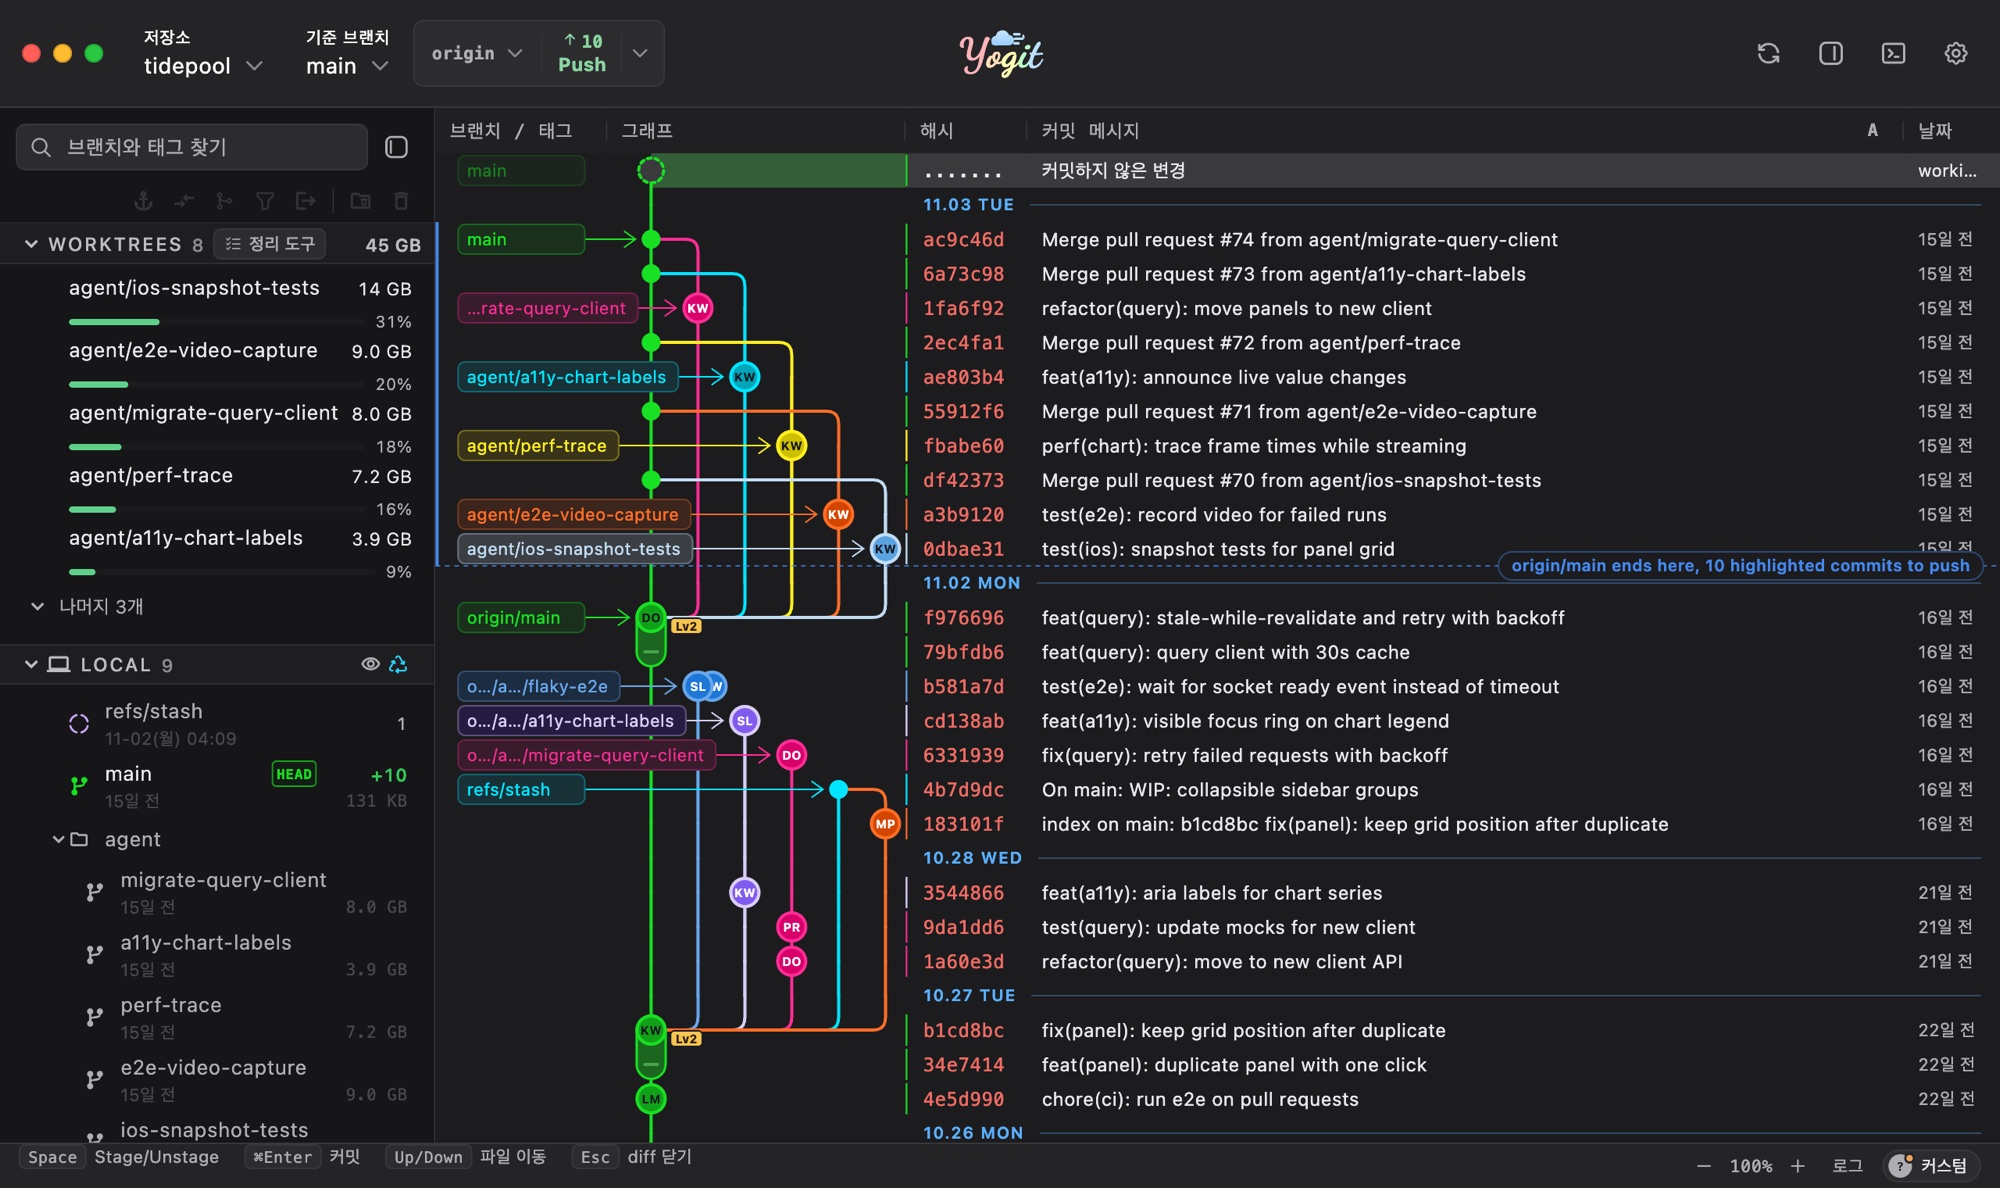 저장소
tidepool
기준 브랜치
main
origin
↑ 10
Push
Yogit
브랜치와 태그 찾기
WORKTREES 8
정리 도구
45 GB
agent/ios-snapshot-tests 14 GB
31%
agent/e2e-video-capture 9.0 GB
20%
agent/migrate-query-client 8.0 GB
18%
agent/perf-trace 7.2 GB
16%
agent/a11y-chart-labels 3.9 GB
9%
나머지 3개
LOCAL 9
refs/stash 1
11-02(월) 04:09
main HEAD +10
15일 전 131 KB
agent
migrate-query-client
15일 전 8.0 GB
a11y-chart-labels
15일 전 3.9 GB
perf-trace
15일 전 7.2 GB
e2e-video-capture
15일 전 9.0 GB
ios-snapshot-tests
브랜치 / 태그 그래프 해시 커밋 메시지 A 날짜
main ....... 커밋하지 않은 변경 worki...
11.03 TUE
main ac9c46d Merge pull request #74 from agent/migrate-query-client 15일 전
6a73c98 Merge pull request #73 from agent/a11y-chart-labels 15일 전
...rate-query-client KW 1fa6f92 refactor(query): move panels to new client 15일 전
2ec4fa1 Merge pull request #72 from agent/perf-trace 15일 전
agent/a11y-chart-labels KW ae803b4 feat(a11y): announce live value changes 15일 전
55912f6 Merge pull request #71 from agent/e2e-video-capture 15일 전
agent/perf-trace KW fbabe60 perf(chart): trace frame times while streaming 15일 전
df42373 Merge pull request #70 from agent/ios-snapshot-tests 15일 전
agent/e2e-video-capture KW a3b9120 test(e2e): record video for failed runs 15일 전
agent/ios-snapshot-tests KW 0dbae31 test(ios): snapshot tests for panel grid 15일 전
origin/main ends here, 10 highlighted commits to push
11.02 MON
origin/main DO Lv2 f976696 feat(query): stale-while-revalidate and retry with backoff 16일 전
79bfdb6 feat(query): query client with 30s cache 16일 전
o.../a.../flaky-e2e SL W b581a7d test(e2e): wait for socket ready event instead of timeout 16일 전
o.../a.../a11y-chart-labels SL cd138ab feat(a11y): visible focus ring on chart legend 16일 전
o.../a.../migrate-query-client DO 6331939 fix(query): retry failed requests with backoff 16일 전
refs/stash 4b7d9dc On main: WIP: collapsible sidebar groups 16일 전
MP 183101f index on main: b1cd8bc fix(panel): keep grid position after duplicate 16일 전
10.28 WED
KW 3544866 feat(a11y): aria labels for chart series 21일 전
PR 9da1dd6 test(query): update mocks for new client 21일 전
DO 1a60e3d refactor(query): move to new client API 21일 전
10.27 TUE
KW Lv2 b1cd8bc fix(panel): keep grid position after duplicate 22일 전
34e7414 feat(panel): duplicate panel with one click 22일 전
LM 4e5d990 chore(ci): run e2e on pull requests 22일 전
10.26 MON
Space Stage/Unstage ⌘Enter 커밋 Up/Down 파일 이동 Esc diff 닫기
− 100% + 로그 ? 커스텀